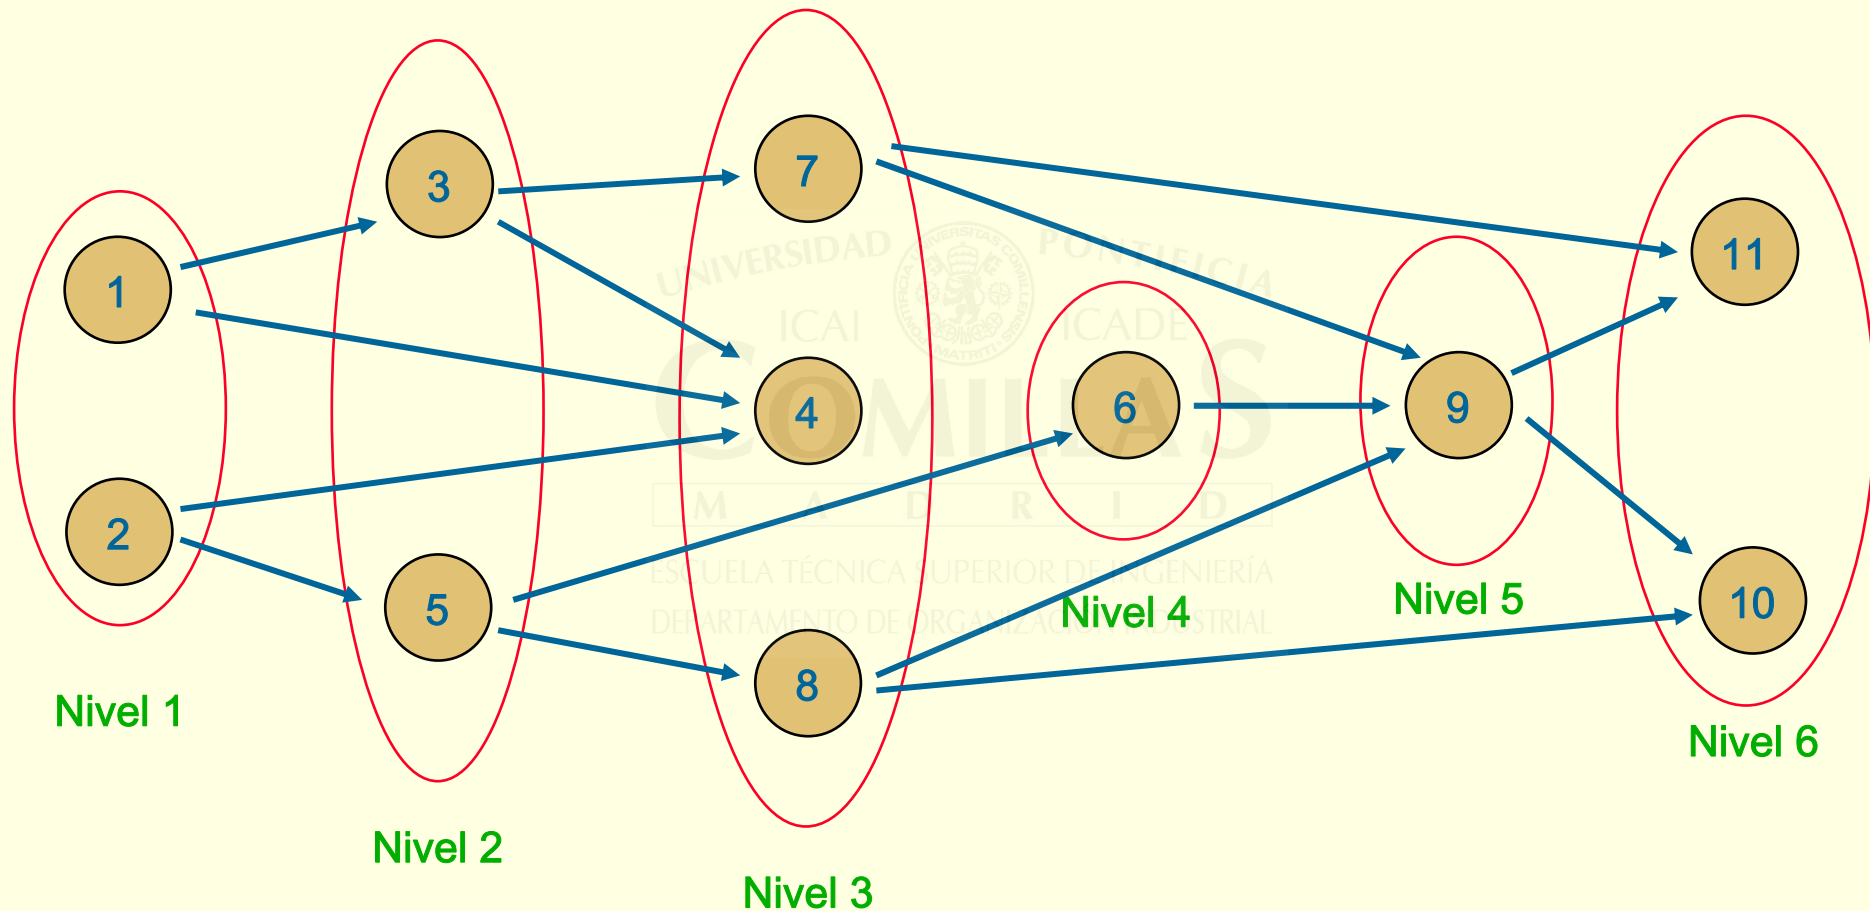 3
7
1
11
4
6
9
2
5
8
10
Nivel 1
Nivel 2
Nivel 3
Nivel 4
Nivel 5
Nivel 6
UNIVERSIDAD PONTIFICIA
ICAI ICADE
COMILLAS
M A D R I D
ESCUELA TÉCNICA SUPERIOR DE INGENIERÍA
DEPARTAMENTO DE ORGANIZACIÓN INDUSTRIAL